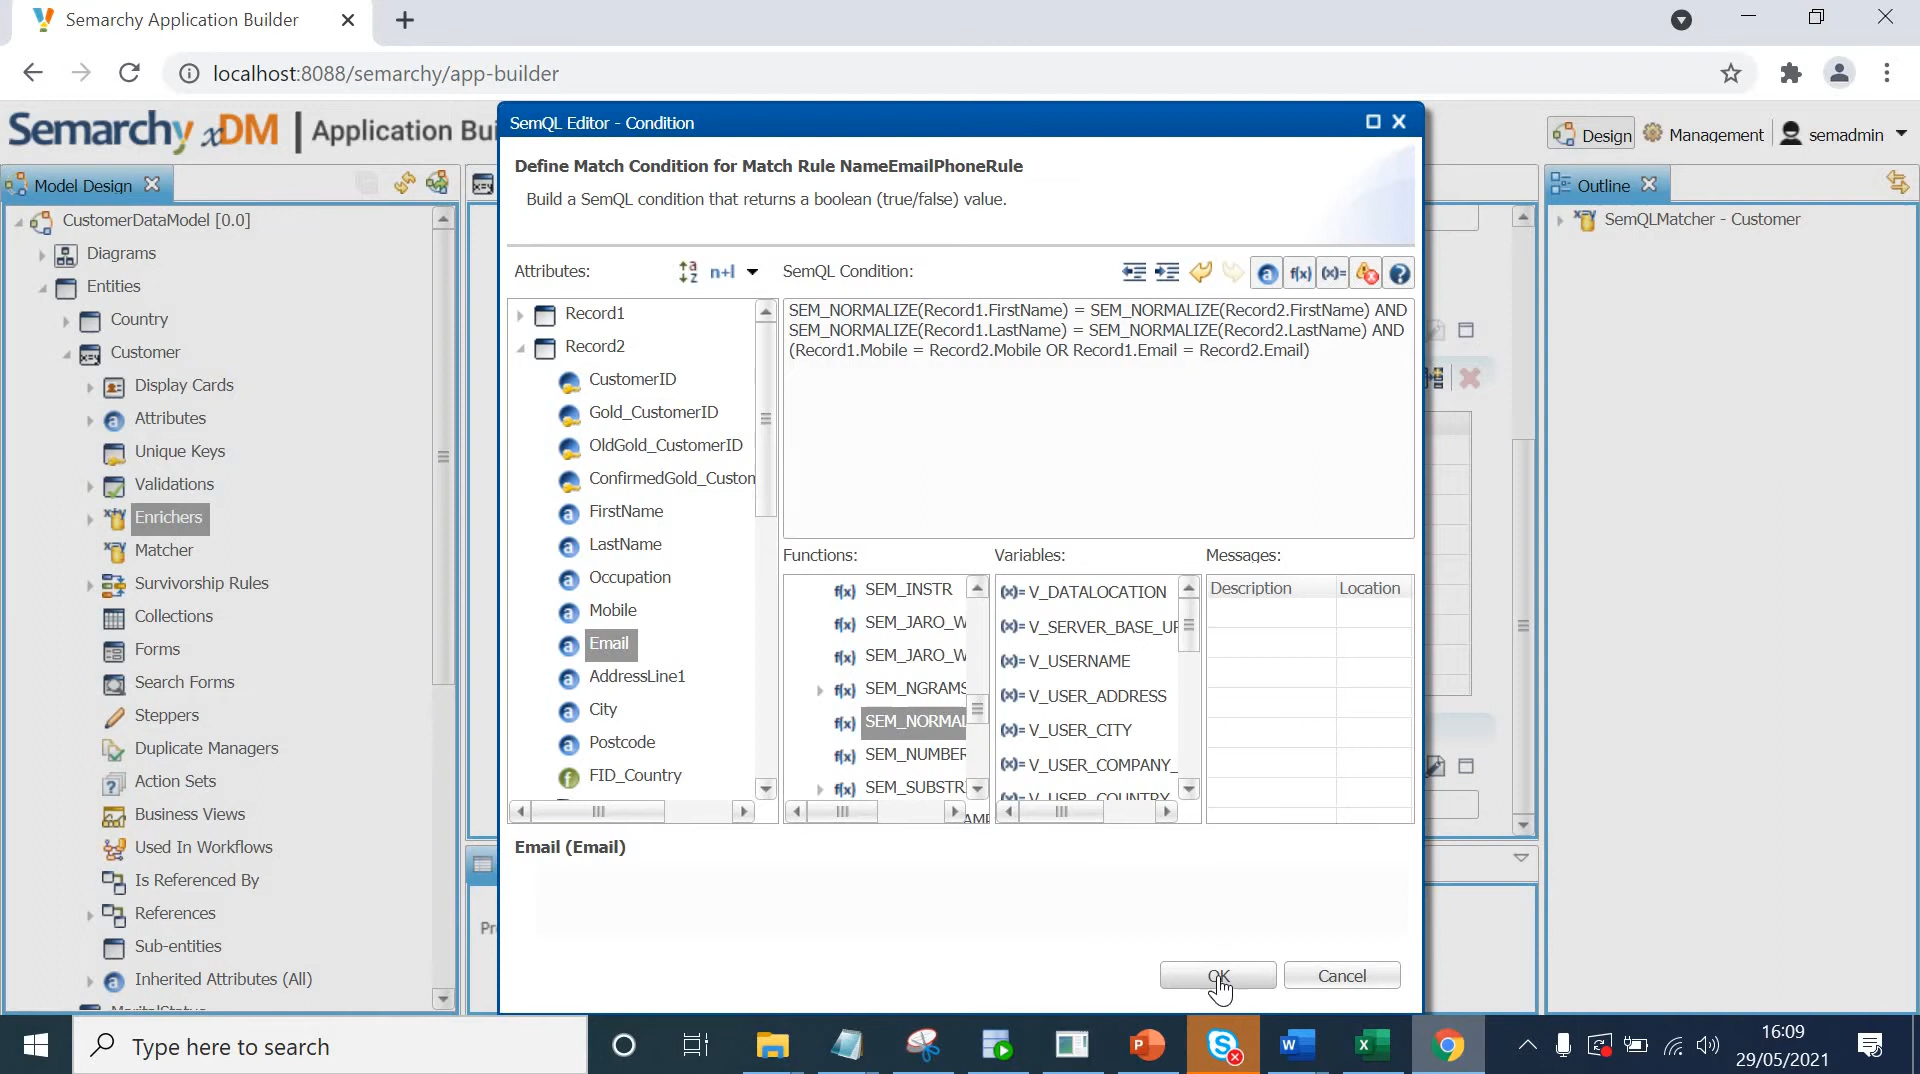 Semarchy Application Builder
localhost:8088/semarchy/app-builder
Semarchy xDM | Application Bui
Design
Management
semadmin
Model Design
CustomerDataModel [0.0]
Diagrams
Entities
Country
Customer
Display Cards
Attributes
Unique Keys
Validations
Enrichers
Matcher
Survivorship Rules
Collections
Forms
Search Forms
Steppers
Duplicate Managers
Action Sets
Business Views
Used In Workflows
Is Referenced By
References
Sub-entities
Inherited Attributes (All)
SemQL Editor - Condition
Define Match Condition for Match Rule NameEmailPhoneRule
Build a SemQL condition that returns a boolean (true/false) value.
Attributes:
n+l
SemQL Condition:
Record1
Record2
CustomerID
Gold_CustomerID
OldGold_CustomerID
ConfirmedGold_Custon
FirstName
LastName
Occupation
Mobile
Email
AddressLine1
City
Postcode
FID_Country
SEM_NORMALIZE(Record1.FirstName) = SEM_NORMALIZE(Record2.FirstName) AND
SEM_NORMALIZE(Record1.LastName) = SEM_NORMALIZE(Record2.LastName) AND
(Record1.Mobile = Record2.Mobile OR Record1.Email = Record2.Email)
Functions:
SEM_INSTR
SEM_JARO_W
SEM_JARO_W
SEM_NGRAMS
SEM_NORMAL
SEM_NUMBER
SEM_SUBSTR
Variables:
V_DATALOCATION
V_SERVER_BASE_UR
V_USERNAME
V_USER_ADDRESS
V_USER_CITY
V_USER_COMPANY_
V_USER_COUNTRY
Messages:
Description Location
Email (Email)
OK
Cancel
Outline
SemQLMatcher - Customer
Pro
Type here to search
16:09
29/05/2021